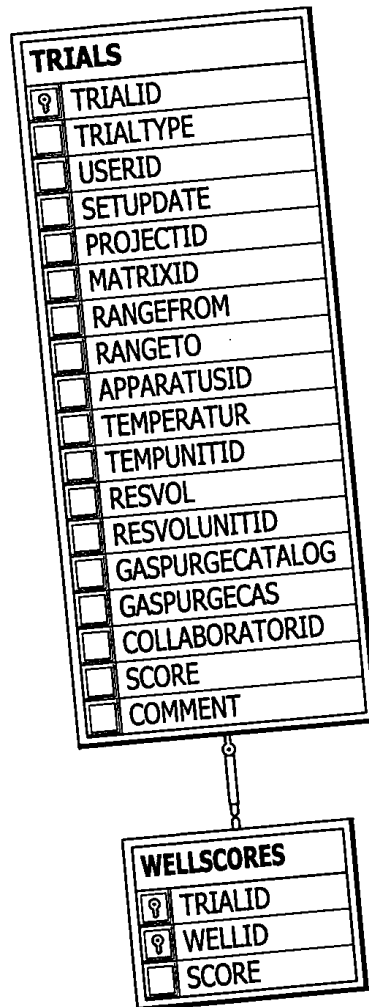 TRIALS
TRIALID
TRIALTYPE
USERID
SETUPDATE
PROJECTID
MATRIXID
RANGEFROM
RANGETO
APPARATUSID
TEMPERATUR
TEMPUNITID
RESVOL
RESVOLUNITID
GASPURGECATALOG
GASPURGECAS
COLLABORATORID
SCORE
COMMENT
WELLSCORES
TRIALID
WELLID
SCORE